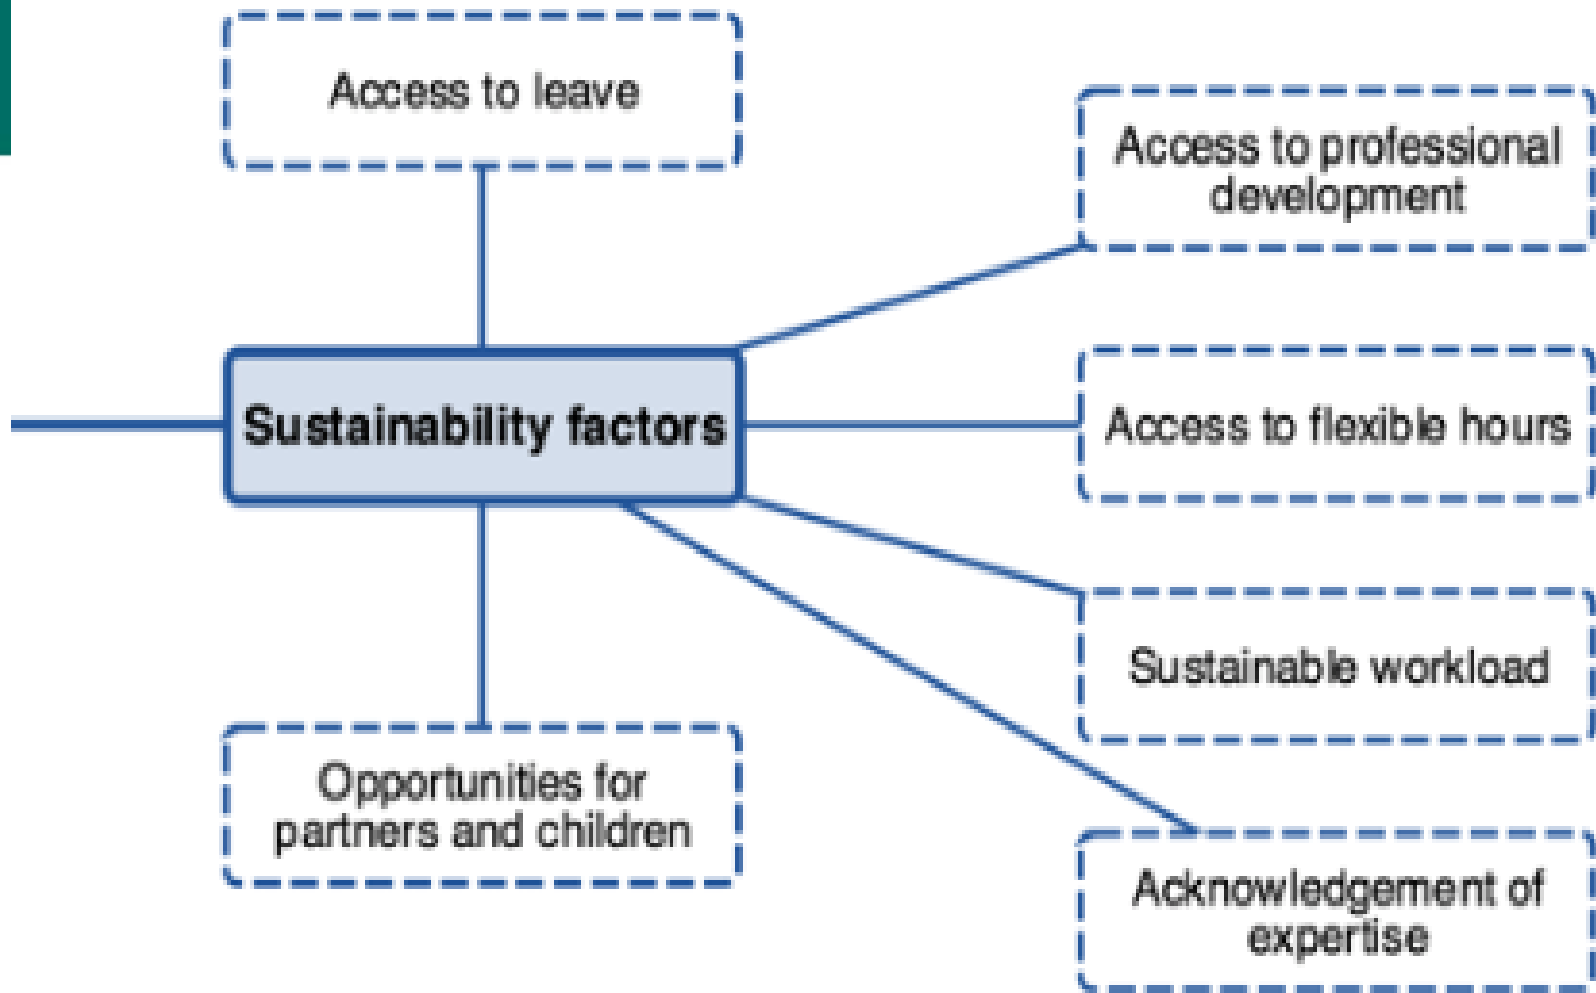 Access to leave
Access to professional
development
Sustainability factors
Access to flexible hours
Sustainable workload
Opportunities for
partners and children
Acknowledgement of
expertise